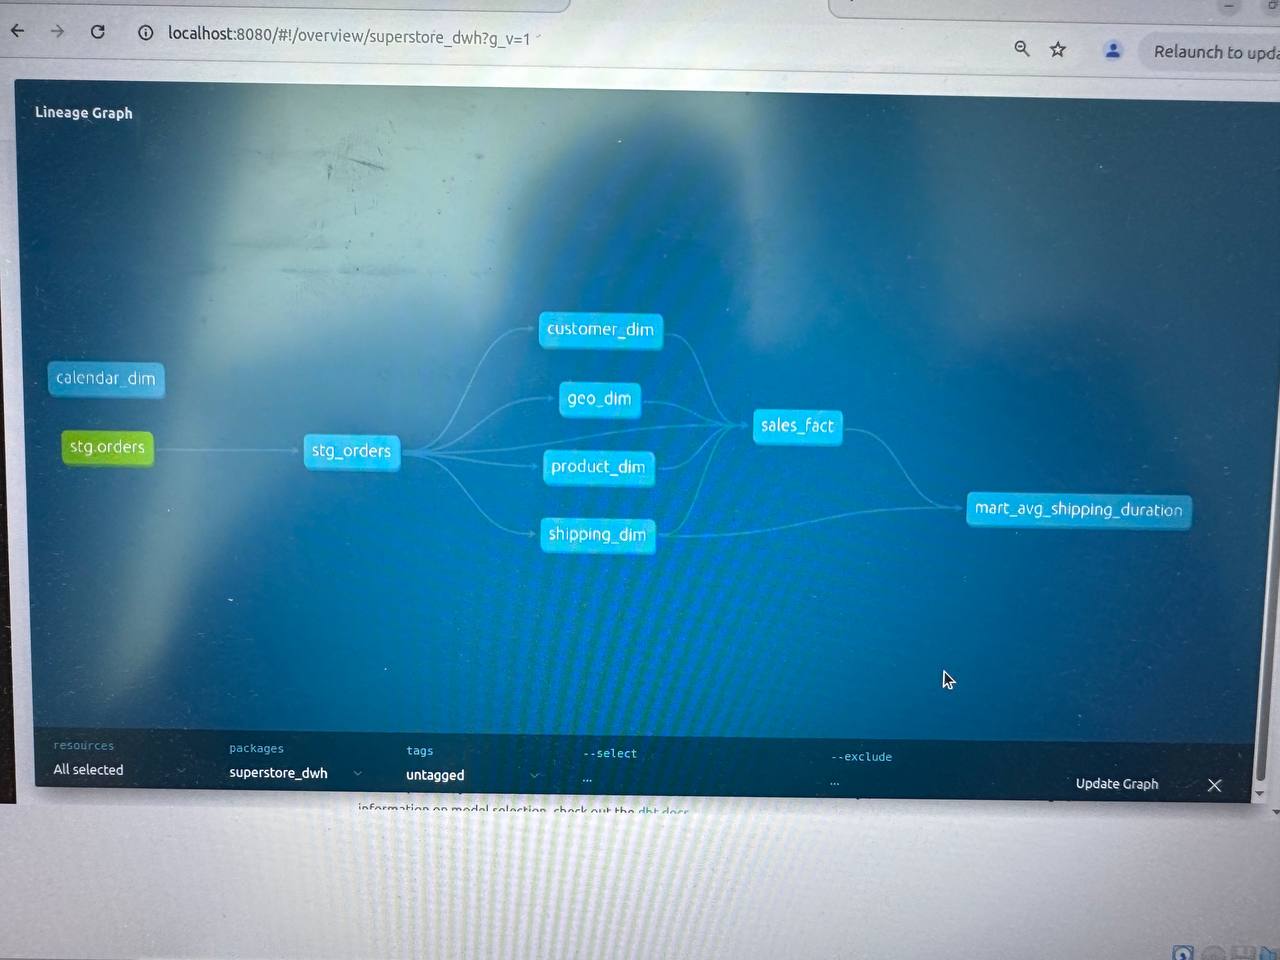 localhost:8080/#!/overview/superstore_dwh?g_v=1
Relaunch to upda
Lineage Graph
customer_dim
calendar_dim
geo_dim
sales_fact
stg.orders
stg_orders
product_dim
mart_avg_shipping_duration
shipping_dim
resources
packages
tags
--select
--exclude
All selected
superstore_dwh
untagged
...
...
Update Graph
information on model selection, check out the dbt docs